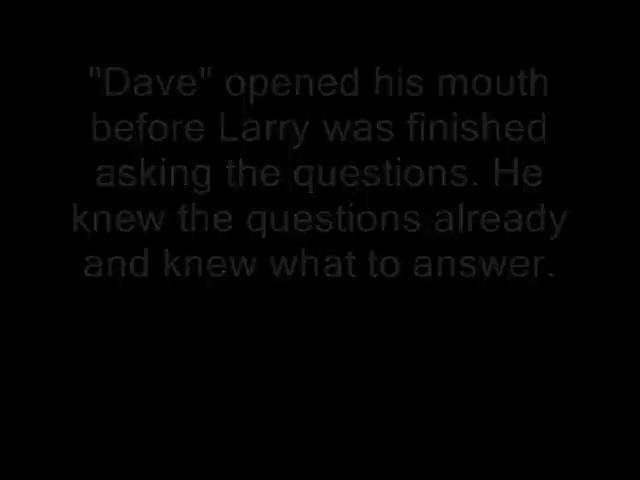 "Dave" opened his mouth
before Larry was finished
asking the questions. He
knew the questions already
and knew what to answer.